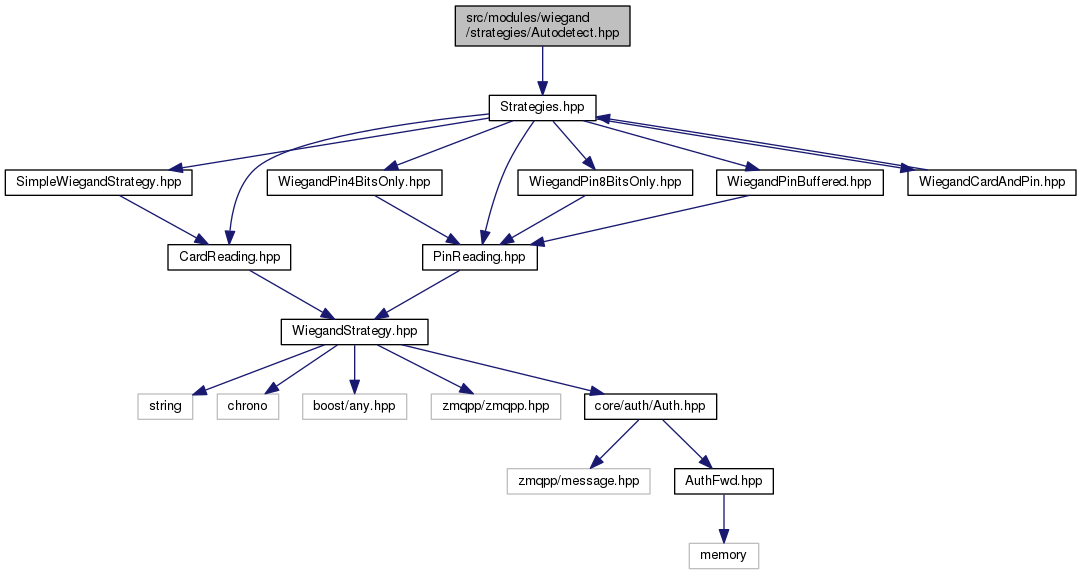 src/modules/wiegand
/strategies/Autodetect.hpp
Strategies.hpp
SimpleWiegandStrategy.hpp
WiegandPin4BitsOnly.hpp
WiegandPin8BitsOnly.hpp
WiegandPinBuffered.hpp
WiegandCardAndPin.hpp
CardReading.hpp
PinReading.hpp
WiegandStrategy.hpp
string
chrono
boost/any.hpp
zmqpp/zmqpp.hpp
core/auth/Auth.hpp
zmqpp/message.hpp
AuthFwd.hpp
memory